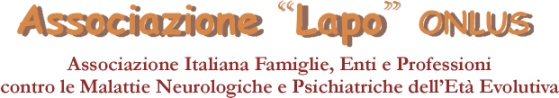 Associazione “Lapo” ONLUS
Associazione Italiana Famiglie, Enti e Professioni
contro le Malattie Neurologiche e Psichiatriche dell’Età Evolutiva